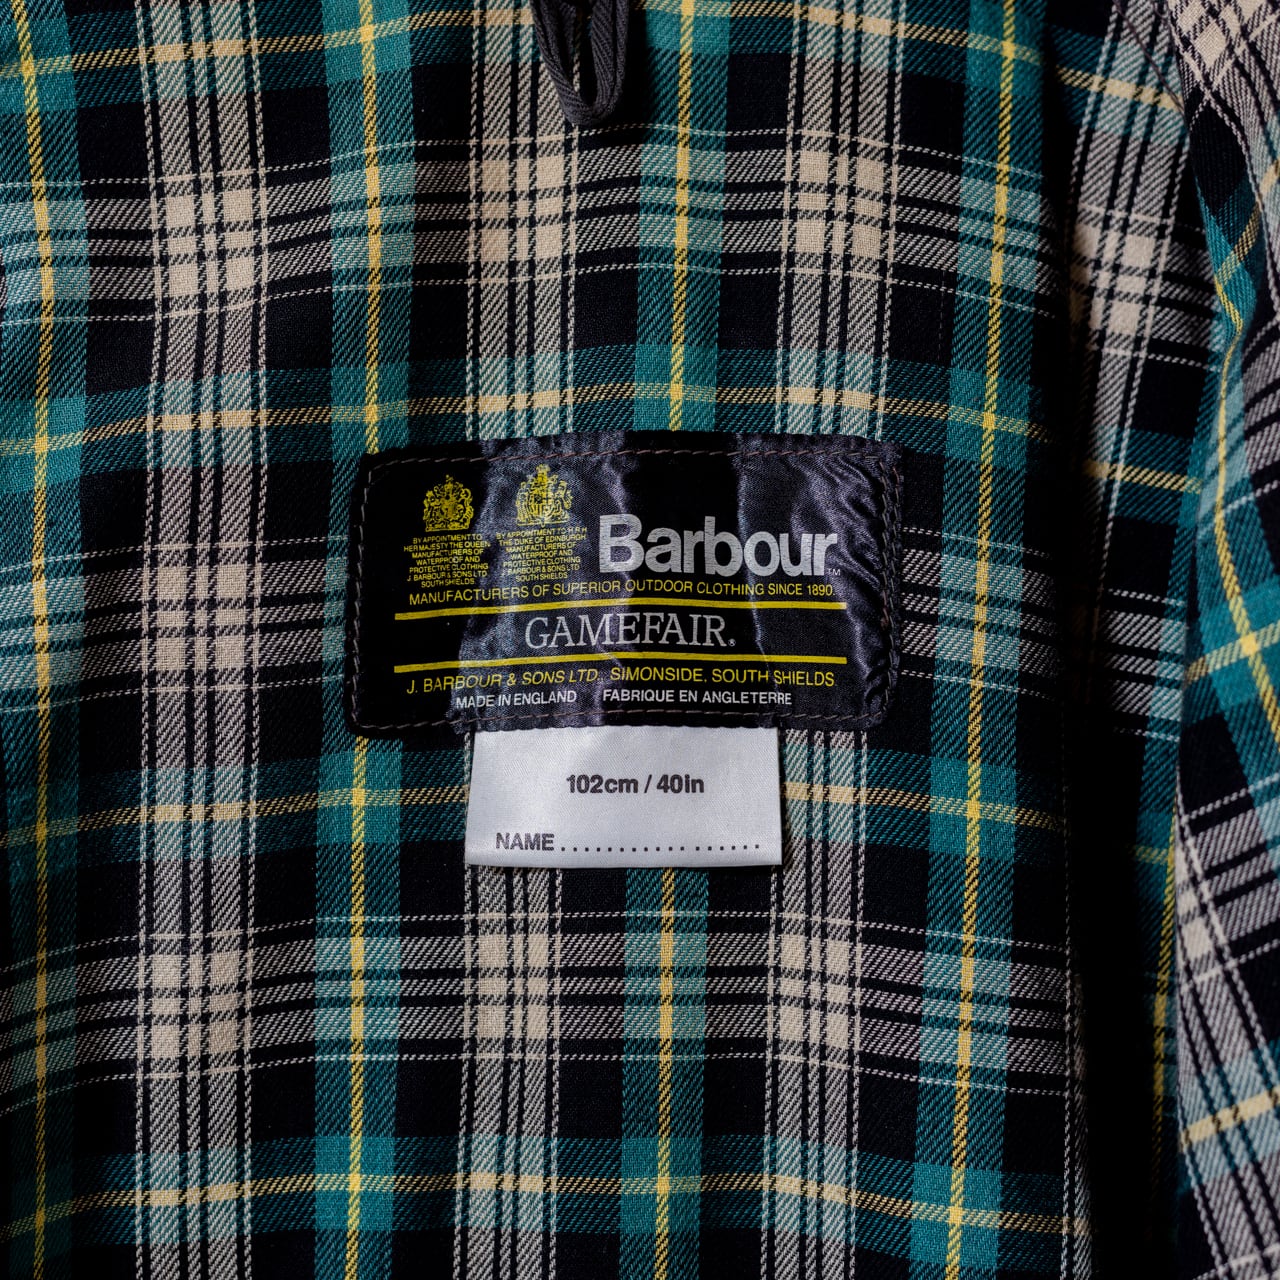 BY APPOINTMENT TO
HER MAJESTY THE QUEEN
MANUFACTURERS OF
WATERPROOF AND
PROTECTIVE CLOTHING
J. BARBOUR & SONS LTD
SOUTH SHIELDS
BY APPOINTMENT TO H.R.H.
THE DUKE OF EDINBURGH
MANUFACTURERS OF
WATERPROOF AND
PROTECTIVE CLOTHING
J. BARBOUR & SONS LTD
SOUTH SHIELDS
Barbour™
MANUFACTURERS OF SUPERIOR OUTDOOR CLOTHING SINCE 1890.
GAMEFAIR®
J. BARBOUR & SONS LTD. SIMONSIDE, SOUTH SHIELDS
MADE IN ENGLAND FABRIQUE EN ANGLETERRE
102cm / 40in
NAME.................